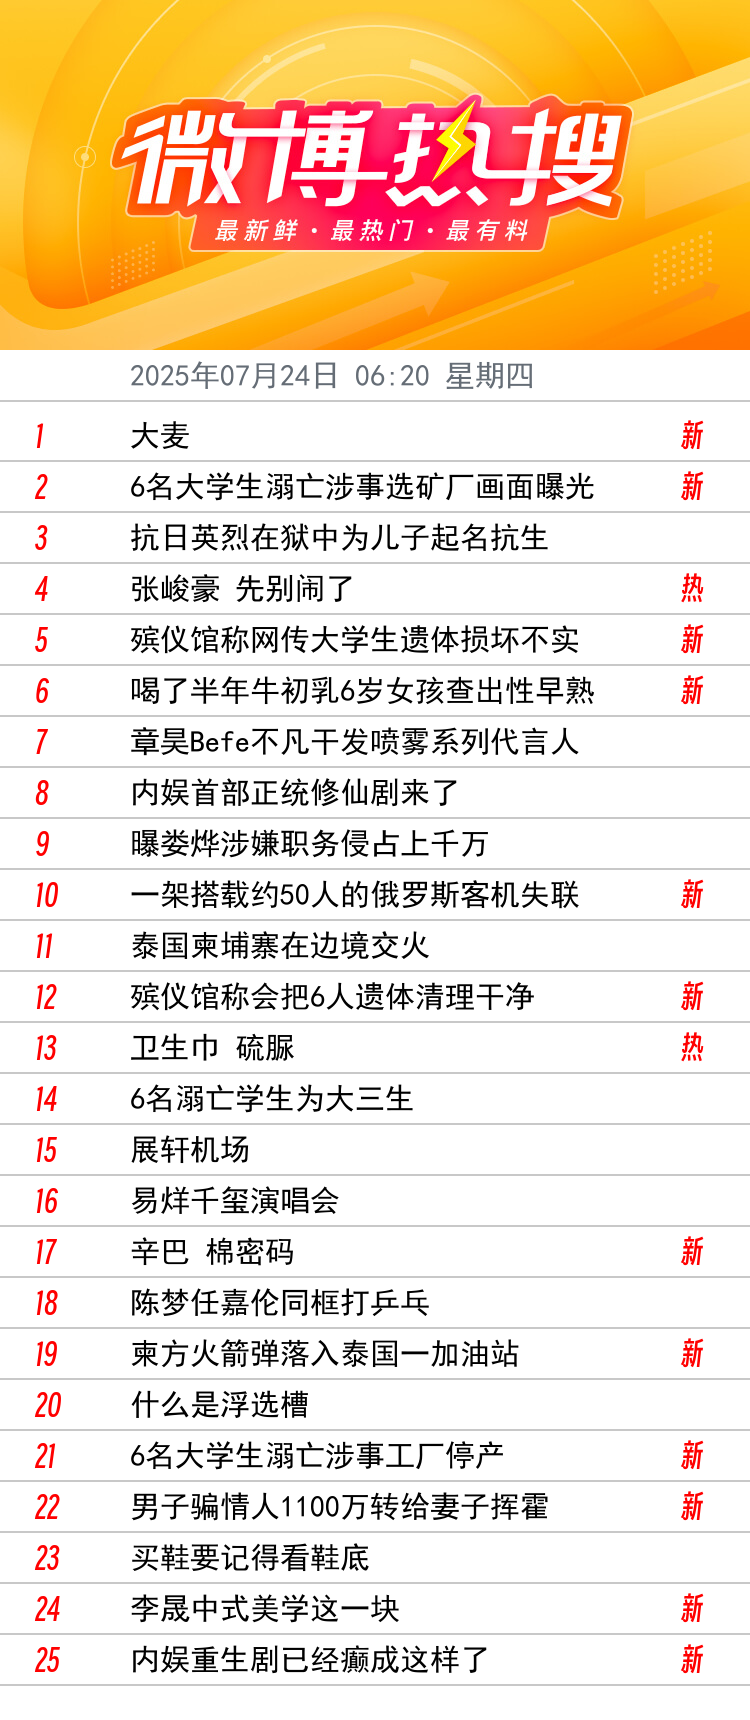 微博热搜
最新鲜·最热门·最有料
2025年07月24日 06:20 星期四
1 大麦 新
2 6名大学生溺亡涉事选矿厂画面曝光 新
3 抗日英烈在狱中为儿子起名抗生
4 张峻豪 先别闹了 热
5 殡仪馆称网传大学生遗体损坏不实 新
6 喝了半年牛初乳6岁女孩查出性早熟 新
7 章昊Befe不凡干发喷雾系列代言人
8 内娱首部正统修仙剧来了
9 曝娄烨涉嫌职务侵占上千万
10 一架搭载约50人的俄罗斯客机失联 新
11 泰国柬埔寨在边境交火
12 殡仪馆称会把6人遗体清理干净 新
13 卫生巾 硫脲 热
14 6名溺亡学生为大三生
15 展轩机场
16 易烊千玺演唱会
17 辛巴 棉密码 新
18 陈梦任嘉伦同框打乒乓
19 柬方火箭弹落入泰国一加油站 新
20 什么是浮选槽
21 6名大学生溺亡涉事工厂停产 新
22 男子骗情人1100万转给妻子挥霍 新
23 买鞋要记得看鞋底
24 李晟中式美学这一块 新
25 内娱重生剧已经癫成这样了 新